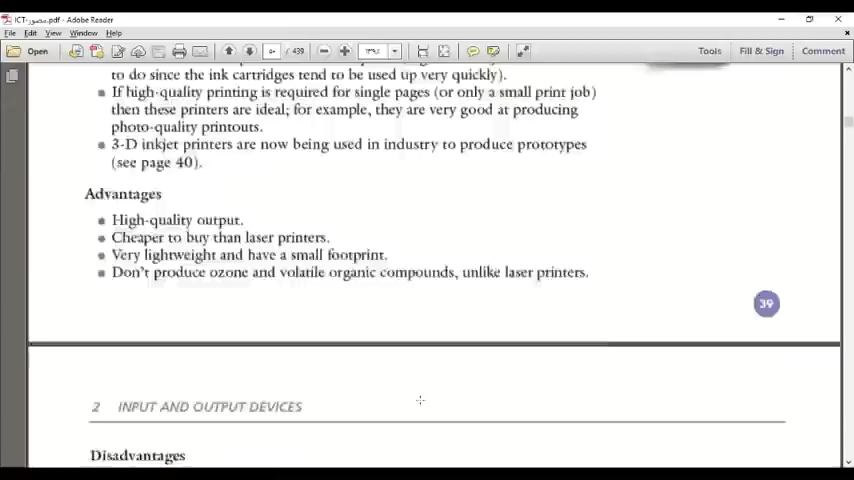 ICT-مصور.pdf - Adobe Reader
File Edit View Window Help
Open ٥٠ / 439 ١٣٩٪ Tools Fill & Sign Comment
to do since the ink cartridges tend to be used up very quickly).
If high-quality printing is required for single pages (or only a small print job)
then these printers are ideal; for example, they are very good at producing
photo-quality printouts.
3-D inkjet printers are now being used in industry to produce prototypes
(see page 40).
Advantages
High-quality output.
Cheaper to buy than laser printers.
Very lightweight and have a small footprint.
Don't produce ozone and volatile organic compounds, unlike laser printers.
39
2 INPUT AND OUTPUT DEVICES
Disadvantages